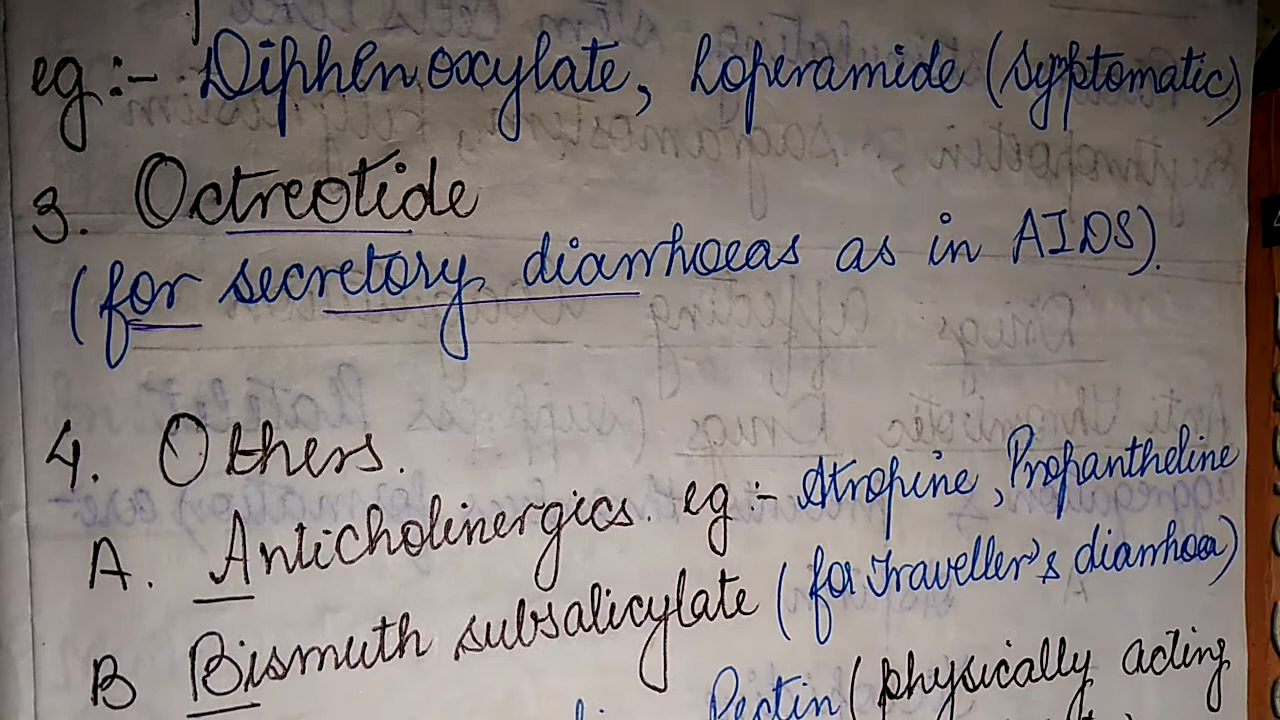 eg:- Diphenoxylate, Loperamide (Symptomatic)
3. Octreotide
(for secretory diarrhoeas as in AIDS).
4. Others.
A. Anticholinergics. eg:- Atropine, Propantheline
B Bismuth subsalicylate (for Traveller's diarrhoea)
Pectin (physically acting